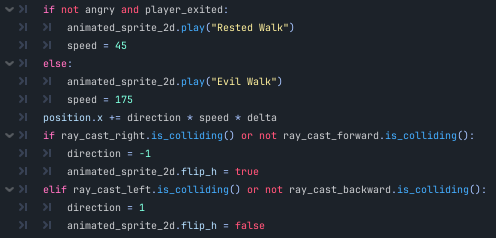 if not angry and player_exited:
animated_sprite_2d.play("Rested Walk")
speed = 45
else:
animated_sprite_2d.play("Evil Walk")
speed = 175
position.x += direction * speed * delta
if ray_cast_right.is_colliding() or not ray_cast_forward.is_colliding():
direction = -1
animated_sprite_2d.flip_h = true
elif ray_cast_left.is_colliding() or not ray_cast_backward.is_colliding():
direction = 1
animated_sprite_2d.flip_h = false